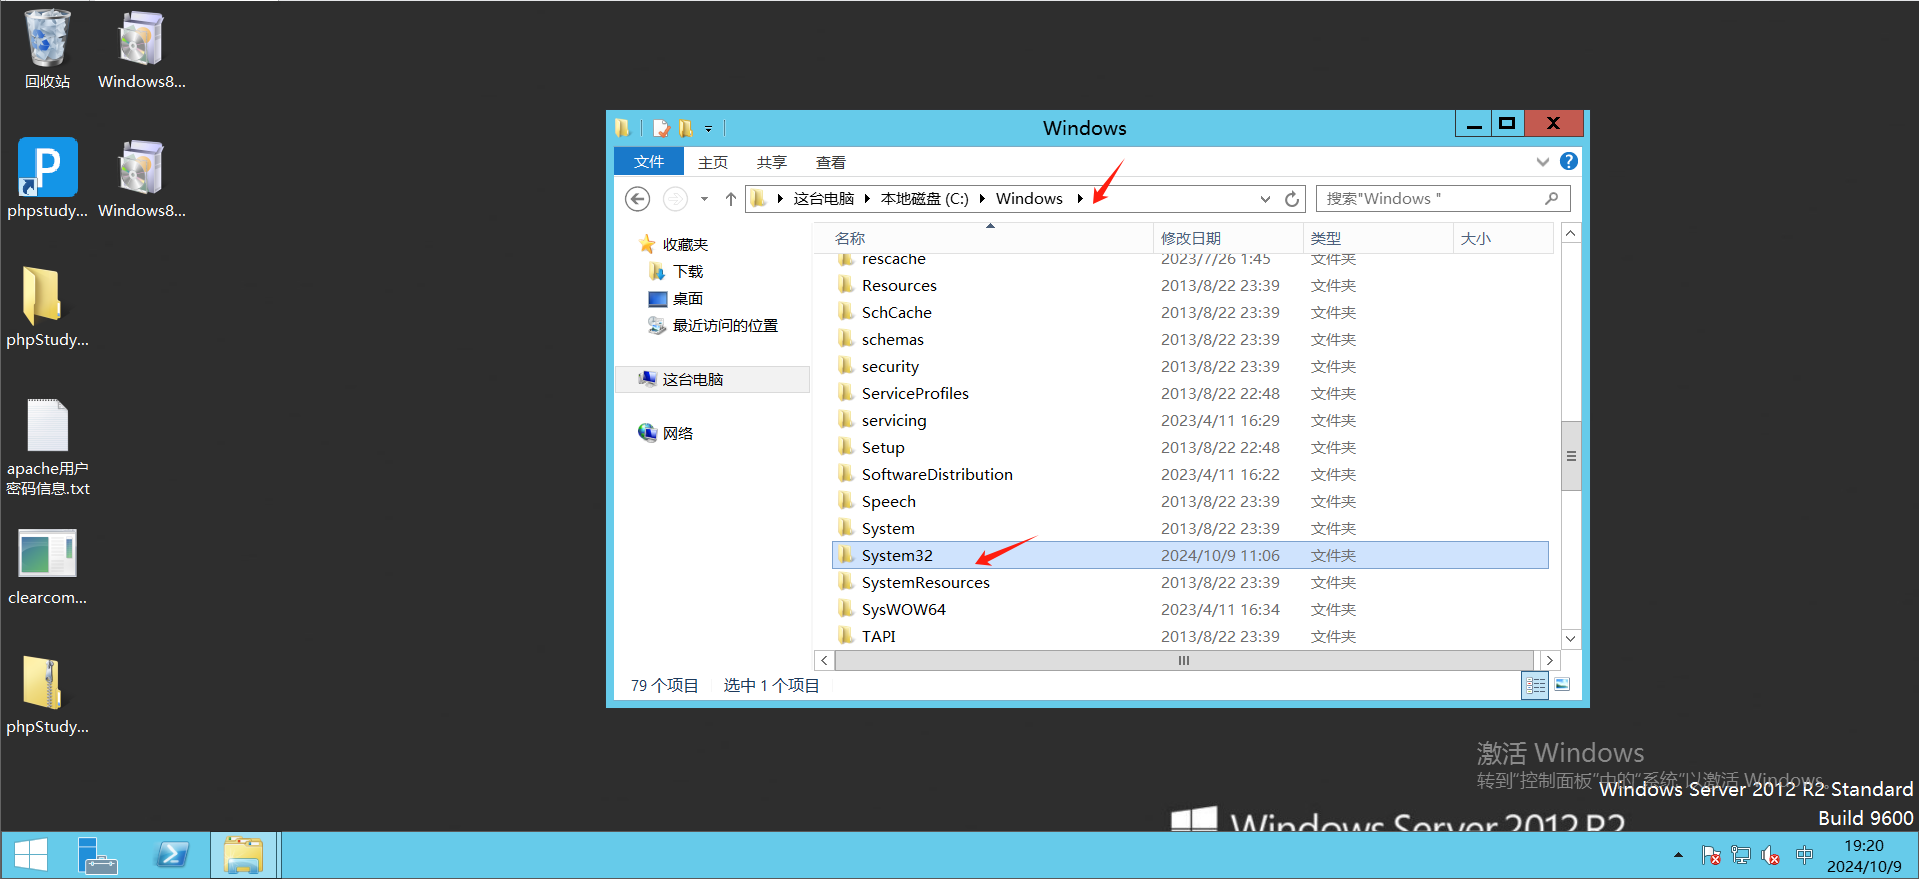 回收站
Windows8...
phpstudy...
Windows8...
phpStudy...
apache用户
密码信息.txt
clearcom...
phpStudy...
Windows
文件 主页 共享 查看
这台电脑 本地磁盘 (C:) Windows
搜索"Windows "
收藏夹
下载
桌面
最近访问的位置
这台电脑
网络
名称 修改日期 类型 大小
rescache 2023/7/26 1:45 文件夹
Resources 2013/8/22 23:39 文件夹
SchCache 2013/8/22 23:39 文件夹
schemas 2013/8/22 23:39 文件夹
security 2013/8/22 23:39 文件夹
ServiceProfiles 2013/8/22 22:48 文件夹
servicing 2023/4/11 16:29 文件夹
Setup 2013/8/22 22:48 文件夹
SoftwareDistribution 2023/4/11 16:22 文件夹
Speech 2013/8/22 23:39 文件夹
System 2013/8/22 23:39 文件夹
System32 2024/10/9 11:06 文件夹
SystemResources 2013/8/22 23:39 文件夹
SysWOW64 2023/4/11 16:34 文件夹
TAPI 2013/8/22 23:39 文件夹
79 个项目 选中 1 个项目
激活 Windows
转到"控制面板"中的"系统"以激活 Windows。
Windows Server 2012 R2 Standard
Build 9600
Windows Server 2012 R2
中
19:20
2024/10/9